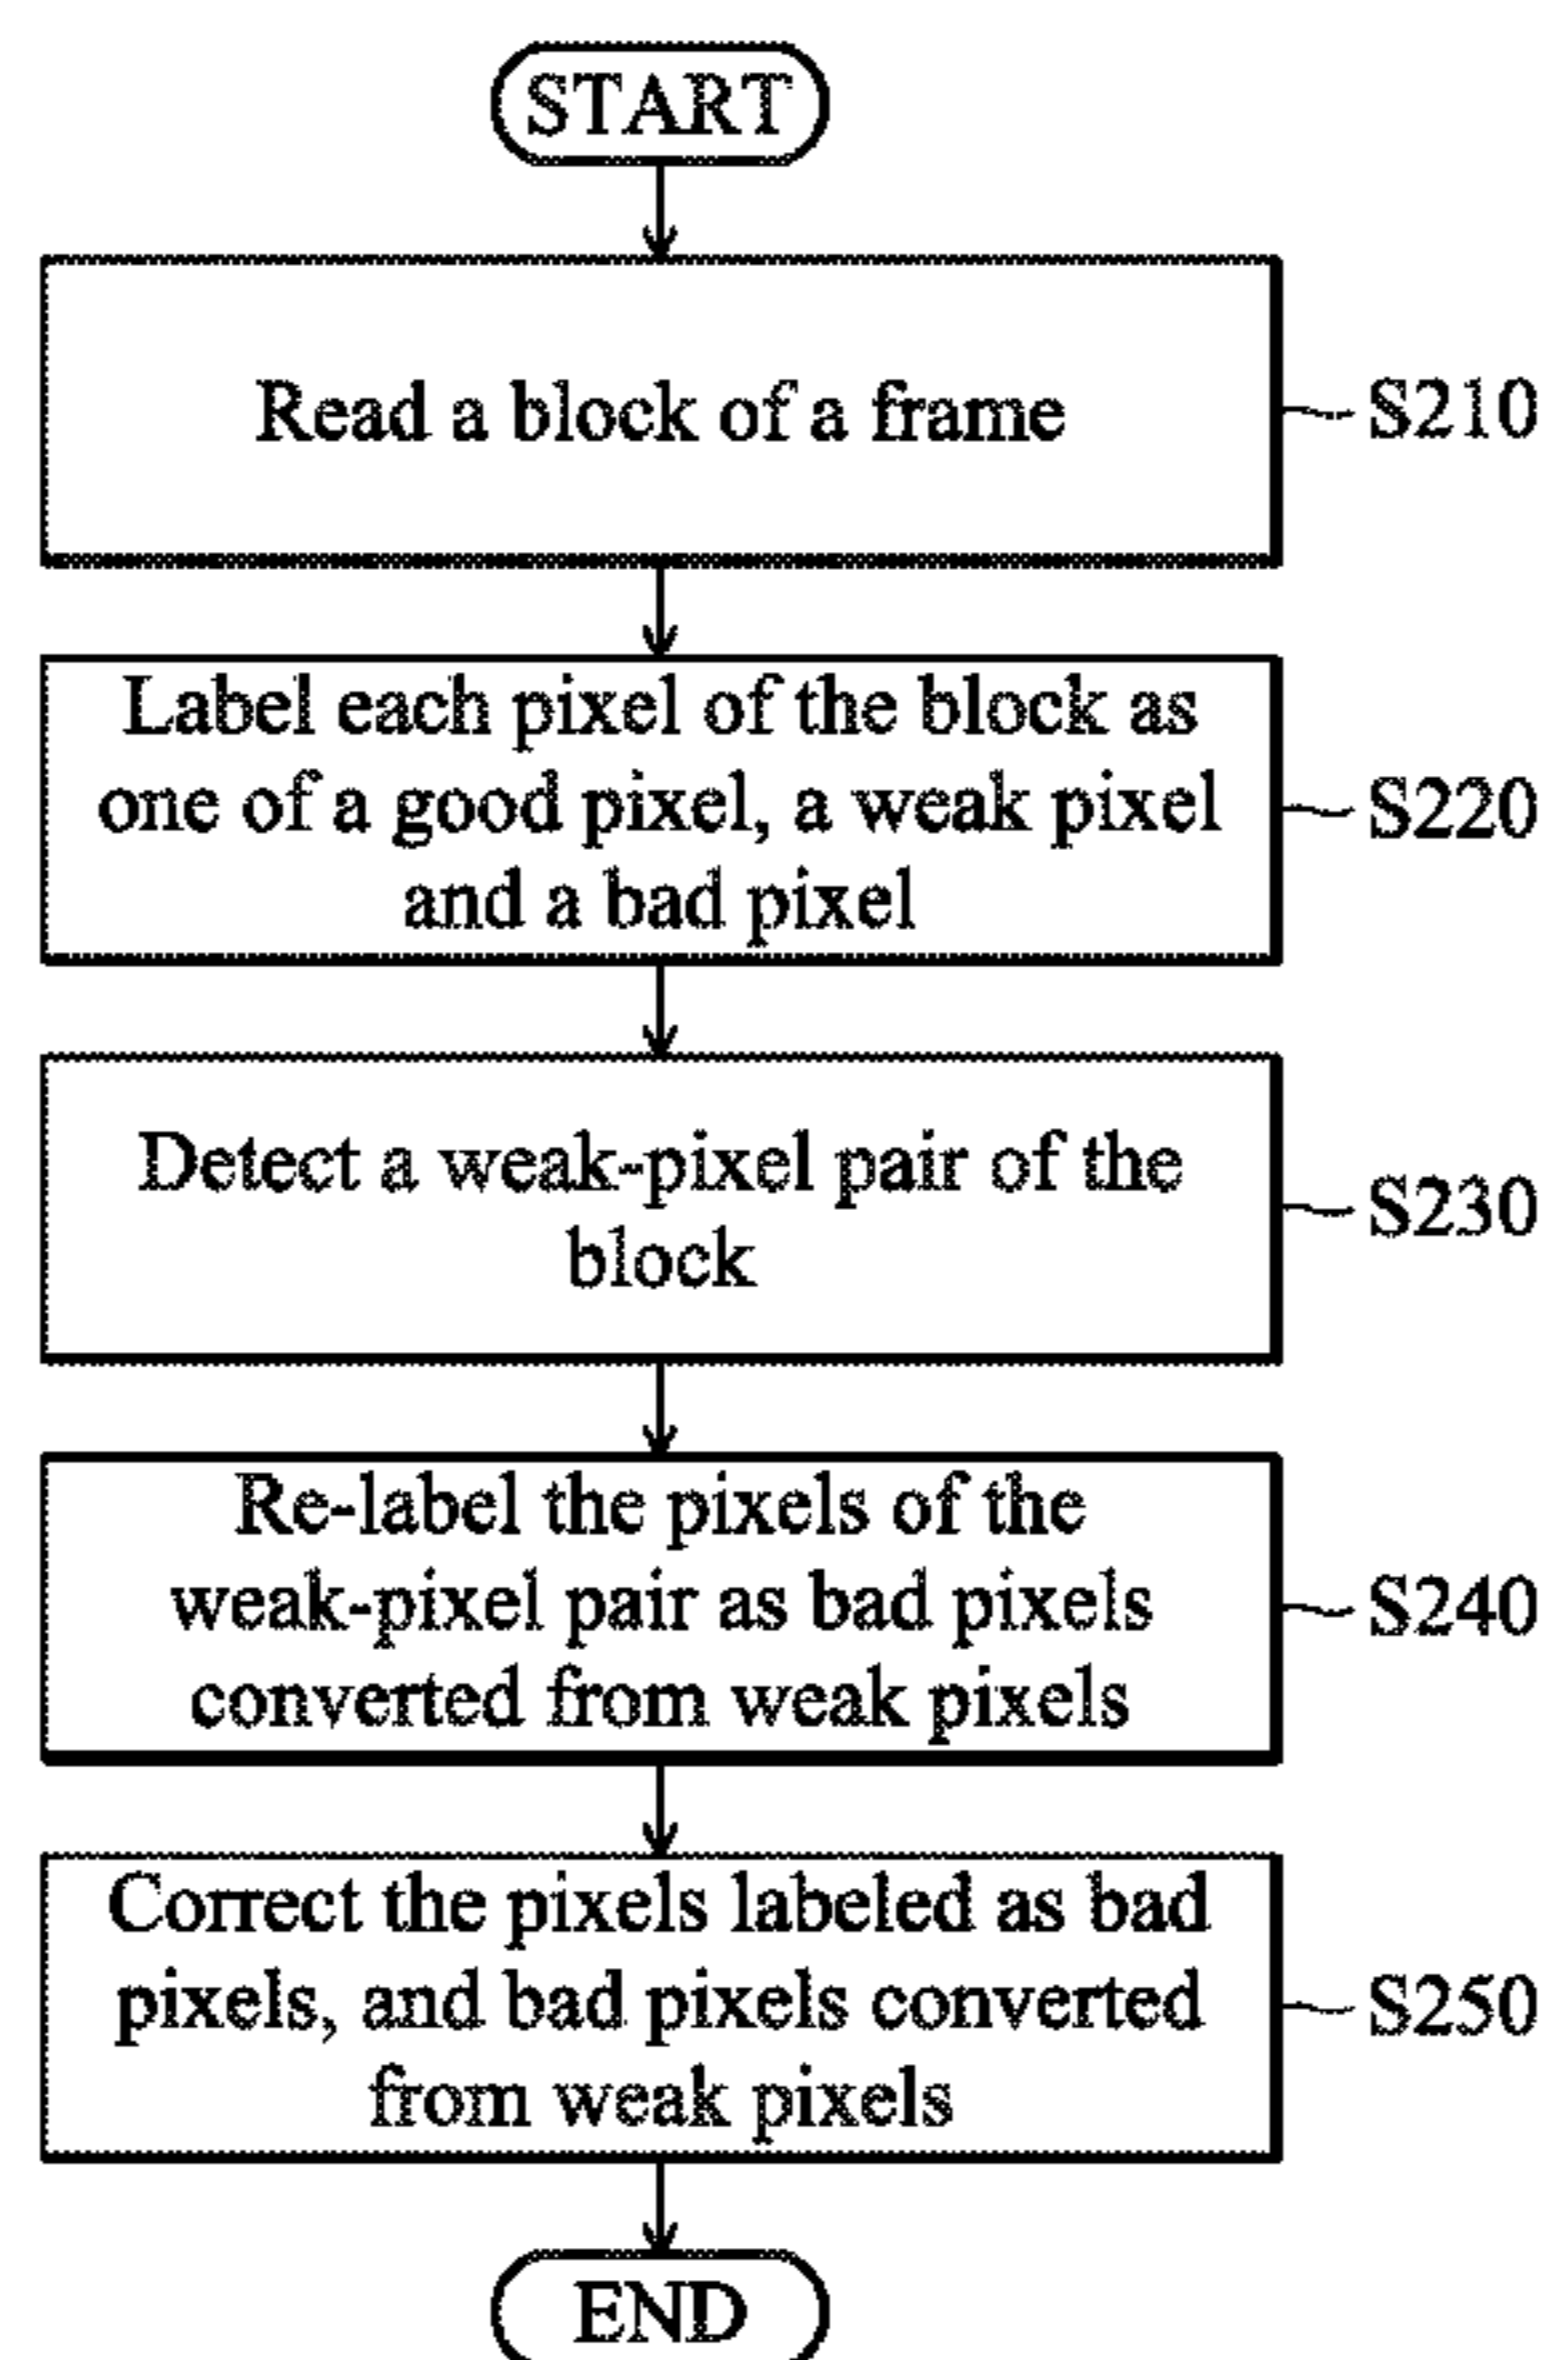 START
Read a block of a frame
S210
Label each pixel of the block as
one of a good pixel, a weak pixel
and a bad pixel
S220
Detect a weak-pixel pair of the
block
S230
Re-label the pixels of the
weak-pixel pair as bad pixels
converted from weak pixels
S240
Correct the pixels labeled as bad
pixels, and bad pixels converted
from weak pixels
S250
END